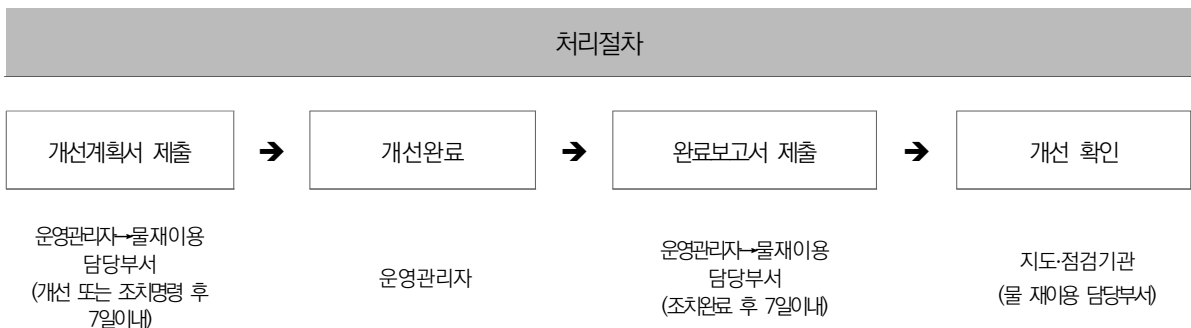 처리절차
개선계획서 제출 ➔ 개선완료 ➔ 완료보고서 제출 ➔ 개선 확인
운영관리자→물재이용
담당부서
(개선 또는 조치명령 후
7일이내)
운영관리자
운영관리자→물재이용
담당부서
(조치완료 후 7일이내)
지도·점검기관
(물 재이용 담당부서)